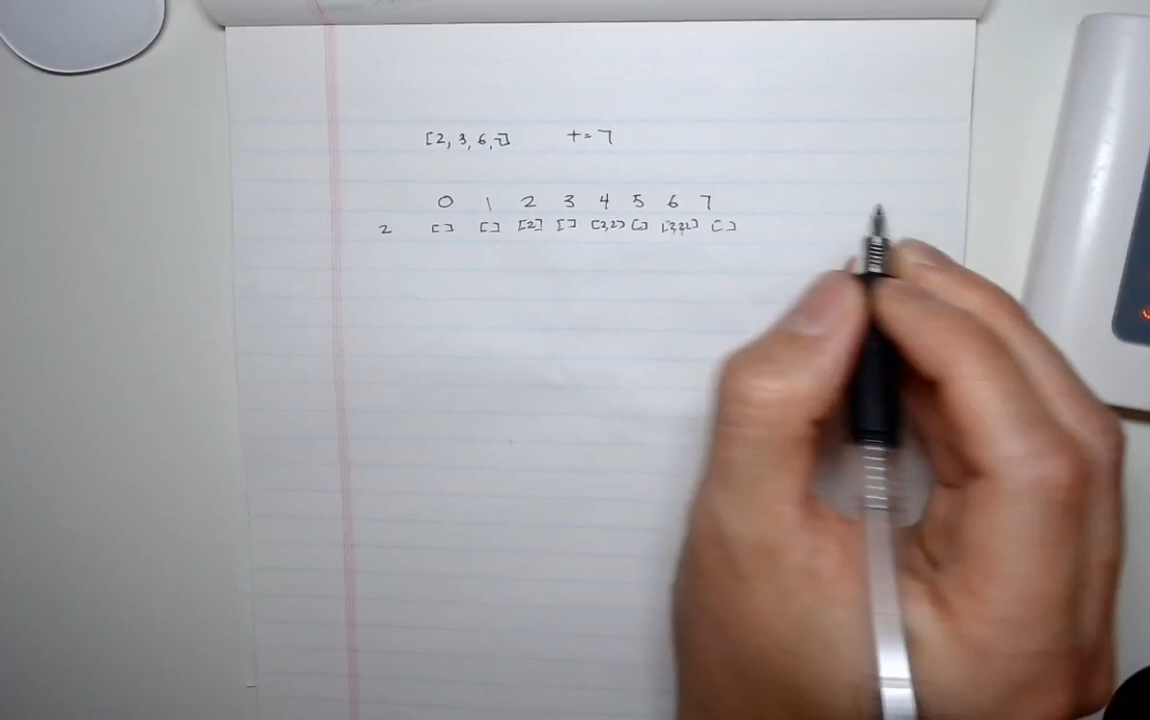 [2, 3, 6, 7] t = 7
0 1 2 3 4 5 6 7
2 [] [] [2] [] [2,2] [] [2,2,2] []